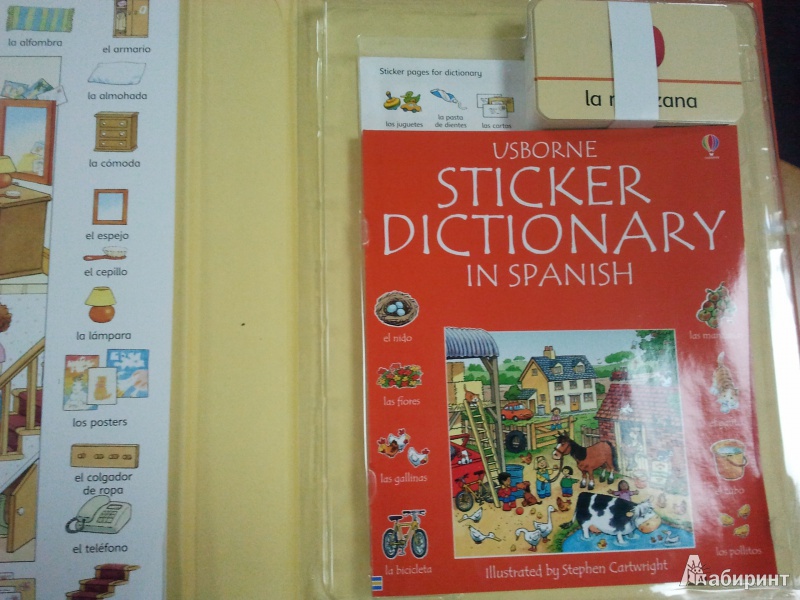 la alfombra
el armario
la almohada
la cómoda
el espejo
el cepillo
la lámpara
los posters
el colgador
de ropa
el teléfono
Sticker pages for dictionary
los juguetes
la pasta
de dientes
las cartas
la
zana
USBORNE
STICKER
DICTIONARY
IN SPANISH
el nido
las flores
las gallinas
la bicicleta
las
los pollitos
Illustrated by Stephen Cartwright
Лабиринт